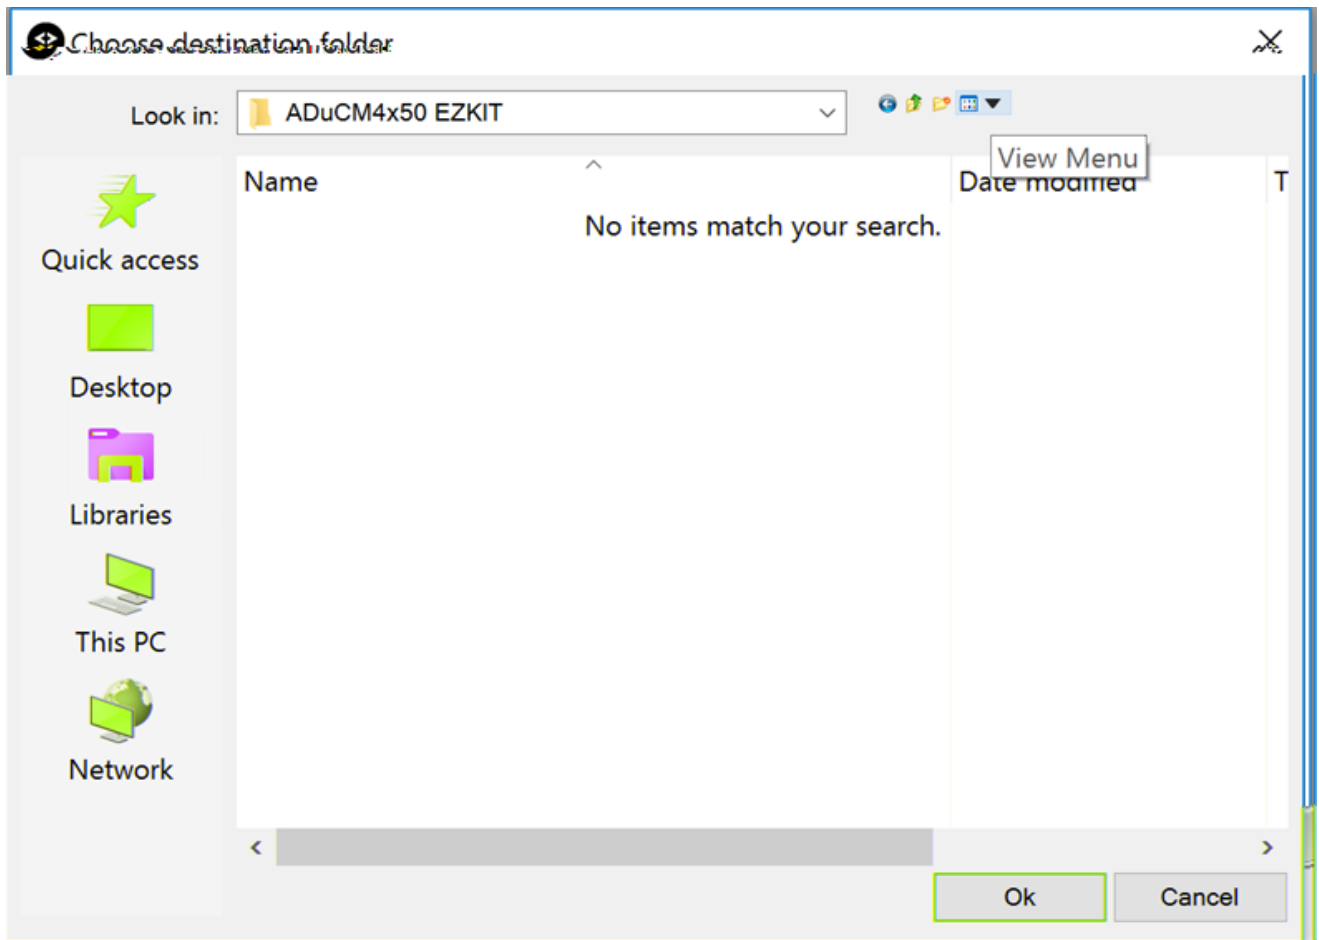 Choose destination folder
Look in:
ADuCM4x50 EZKIT
View Menu
Name
Date modified
T
No items match your search.
Quick access
Desktop
Libraries
This PC
Network
Ok
Cancel